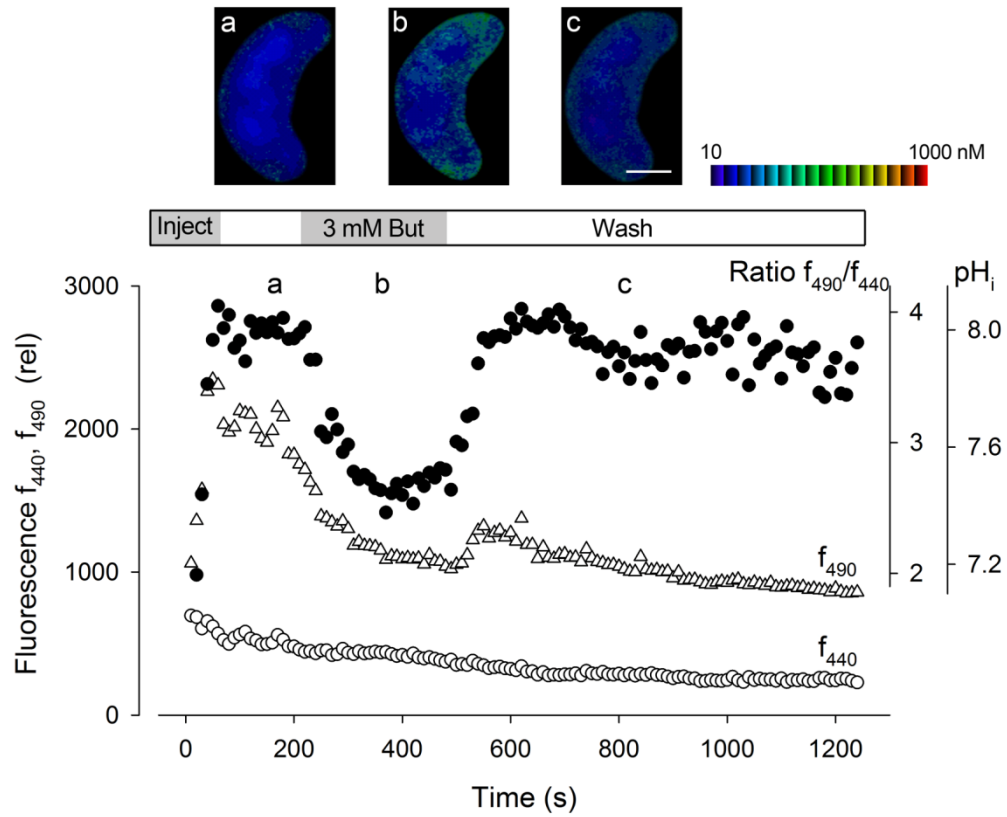 a b c
10 1000 nM
Inject 3 mM But Wash
a b c Ratio f490/f440 pHi
3000 4 8.0
2000 3 7.6
1000 2 7.2
0
Fluorescence f440, f490 (rel)
f490
f440
0 200 400 600 800 1000 1200
Time (s)